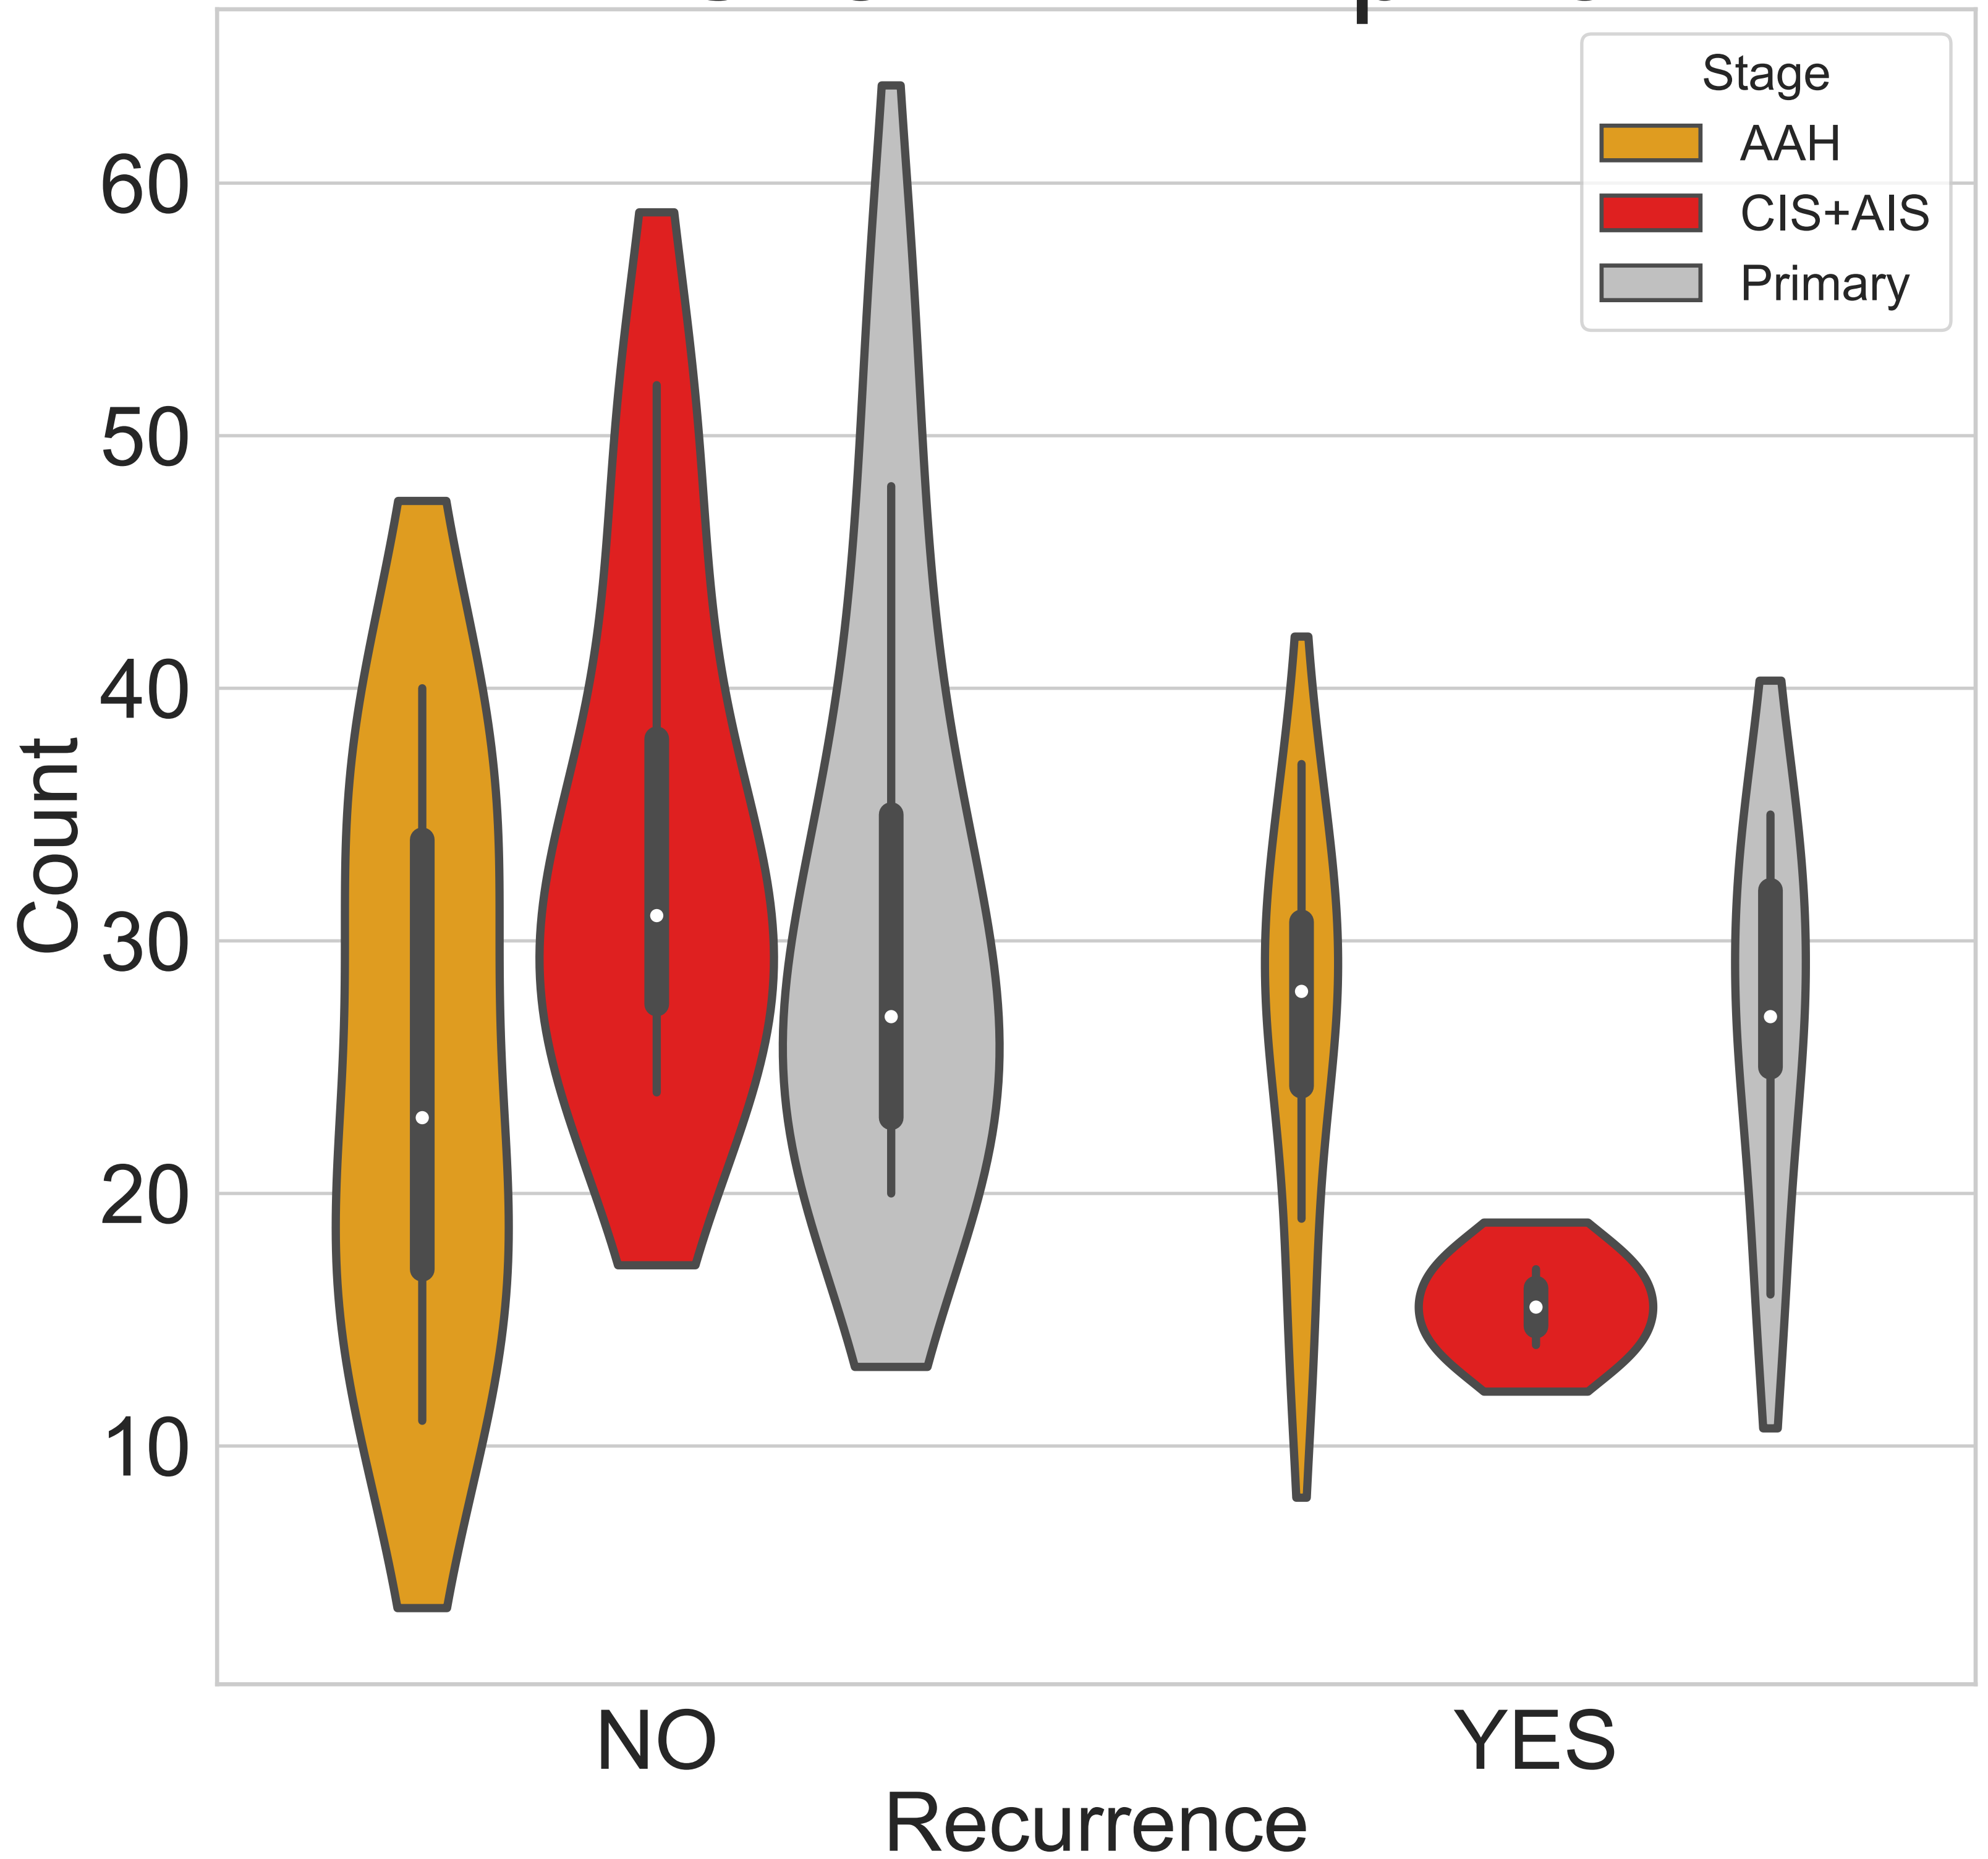 Stage
AAH
CIS+AIS
Primary
60
50
40
30
20
10
Count
NO YES
Recurrence